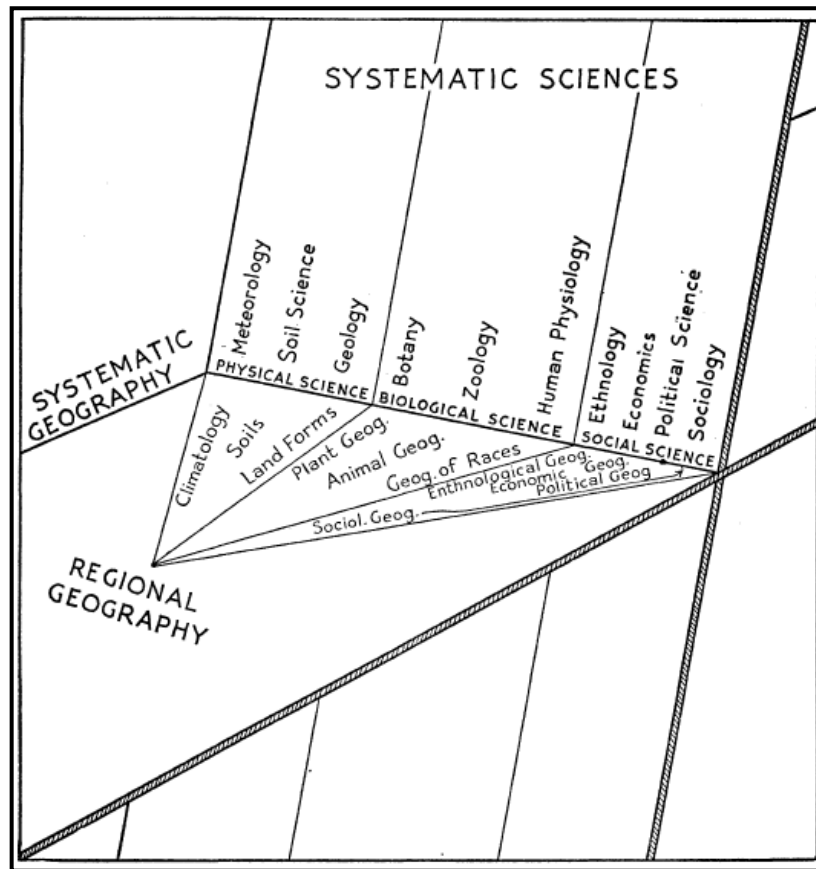 SYSTEMATIC SCIENCES
Meteorology
Soil Science
Geology
Botany
Zoology
Human Physiology
Ethnology
Economics
Political Science
Sociology
SYSTEMATIC
GEOGRAPHY
PHYSICAL SCIENCE
BIOLOGICAL SCIENCE
SOCIAL SCIENCE
Climatology
Soils
Land Forms
Plant Geog.
Animal Geog.
Geog. of Races
Enthnological Geog.
Economic Geog.
Political Geog
Sociol. Geog.
REGIONAL
GEOGRAPHY